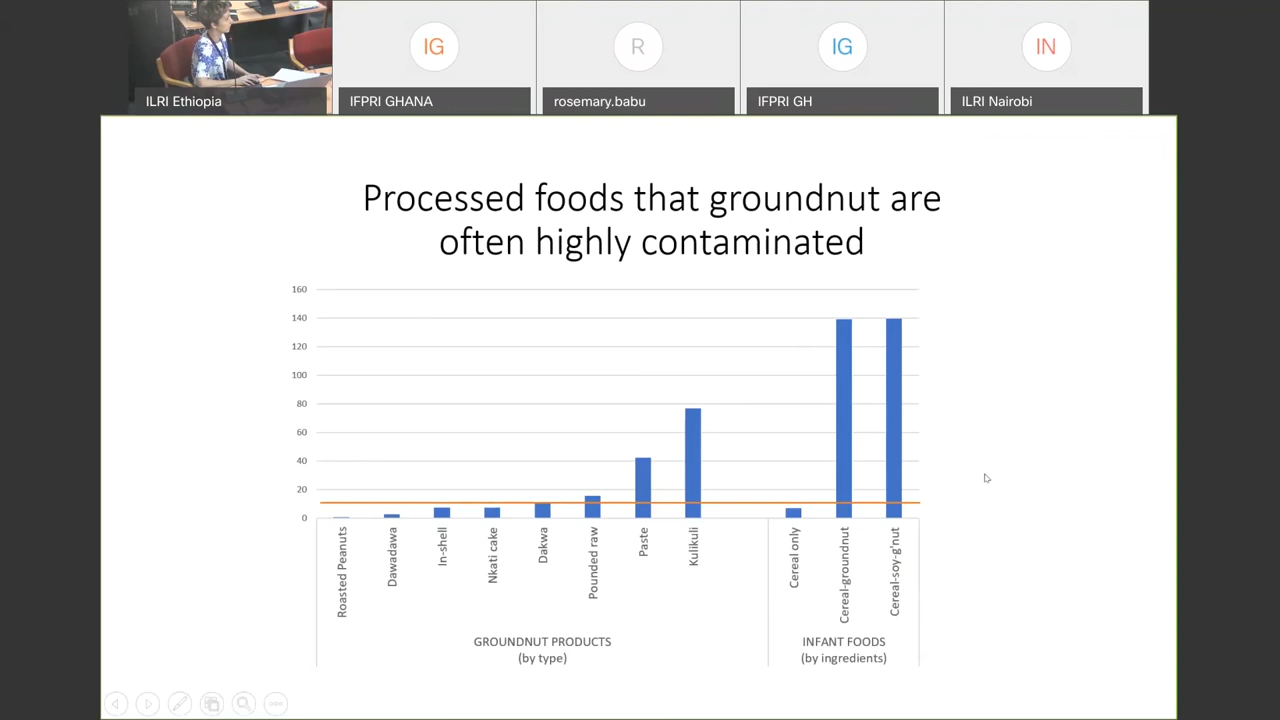 IG
R
IG
IN
ILRI Ethiopia
IFPRI GHANA
rosemary.babu
IFPRI GH
ILRI Nairobi
Processed foods that groundnut are
often highly contaminated
160
140
120
100
80
60
40
20
0
Roasted Peanuts
Dawadawa
In-shell
Nkati cake
Dakwa
Pounded raw
Paste
Kulikuli
Cereal only
Cereal-groundnut
Cereal-soy-g'nut
GROUNDNUT PRODUCTS
(by type)
INFANT FOODS
(by ingredients)